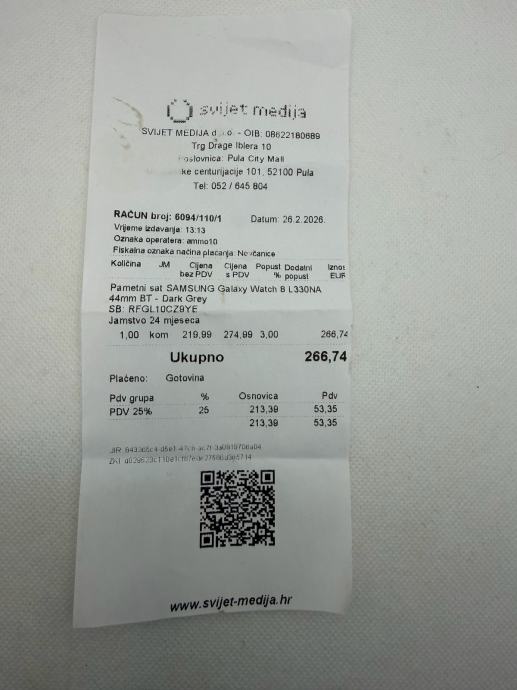 svijet medija
SVIJET MEDIJA d.o.o. - OIB: 08622180689
Trg Drage Iblera 10
oslovnica: Pula City Mall
ke centurijacije 101, 52100 Pula
Tel: 052 / 645 804
RAČUN broj: 6094/110/1 Datum: 26.2.2026.
Vrijeme izdavanja: 13:13
Oznaka operatera: ammo10
Fiskalna oznaka načina plaćanja: Novčanice
Količina JM Cijena Cijena Popust Dodatni Iznos
bez PDV s PDV % popust EUR
Pametni sat SAMSUNG Galaxy Watch 8 L330NA
44mm BT - Dark Grey
SB: RFGL10CZ9YE
Jamstvo 24 mjeseca
1,00 kom 219,99 274,99 3,00 266,74
Ukupno 266,74
Plaćeno: Gotovina
Pdv grupa % Osnovica Pdv
PDV 25% 25 213,39 53,35
213,39 53,35
JIR:
ZKI:
www.svijet-medija.hr